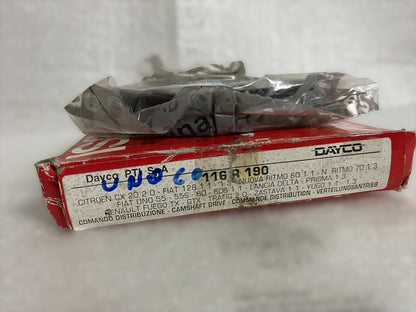 Dayco PTI SpA DAYCO
UNO 60 116 R 190
CITROEN CX 20 2.0 - FIAT 128 1.1 - 1.3 - NUOVA RITMO 60 1.1 - N. RITMO 70 1.3
FIAT UNO 55 - 55S - 60 - 60S 1.1 - LANCIA DELTA - PRISMA 1.3
RENAULT FUEGO TX - GTX - TRAFIC 2.0 - ZASTAVA 1.1 - YUGO 1.1 - 1.3
COMANDO DISTRIBUZIONE - CAMSHAFT DRIVE - COMMANDE DISTRIBUTION - VERTEILUNGSANTRIEB